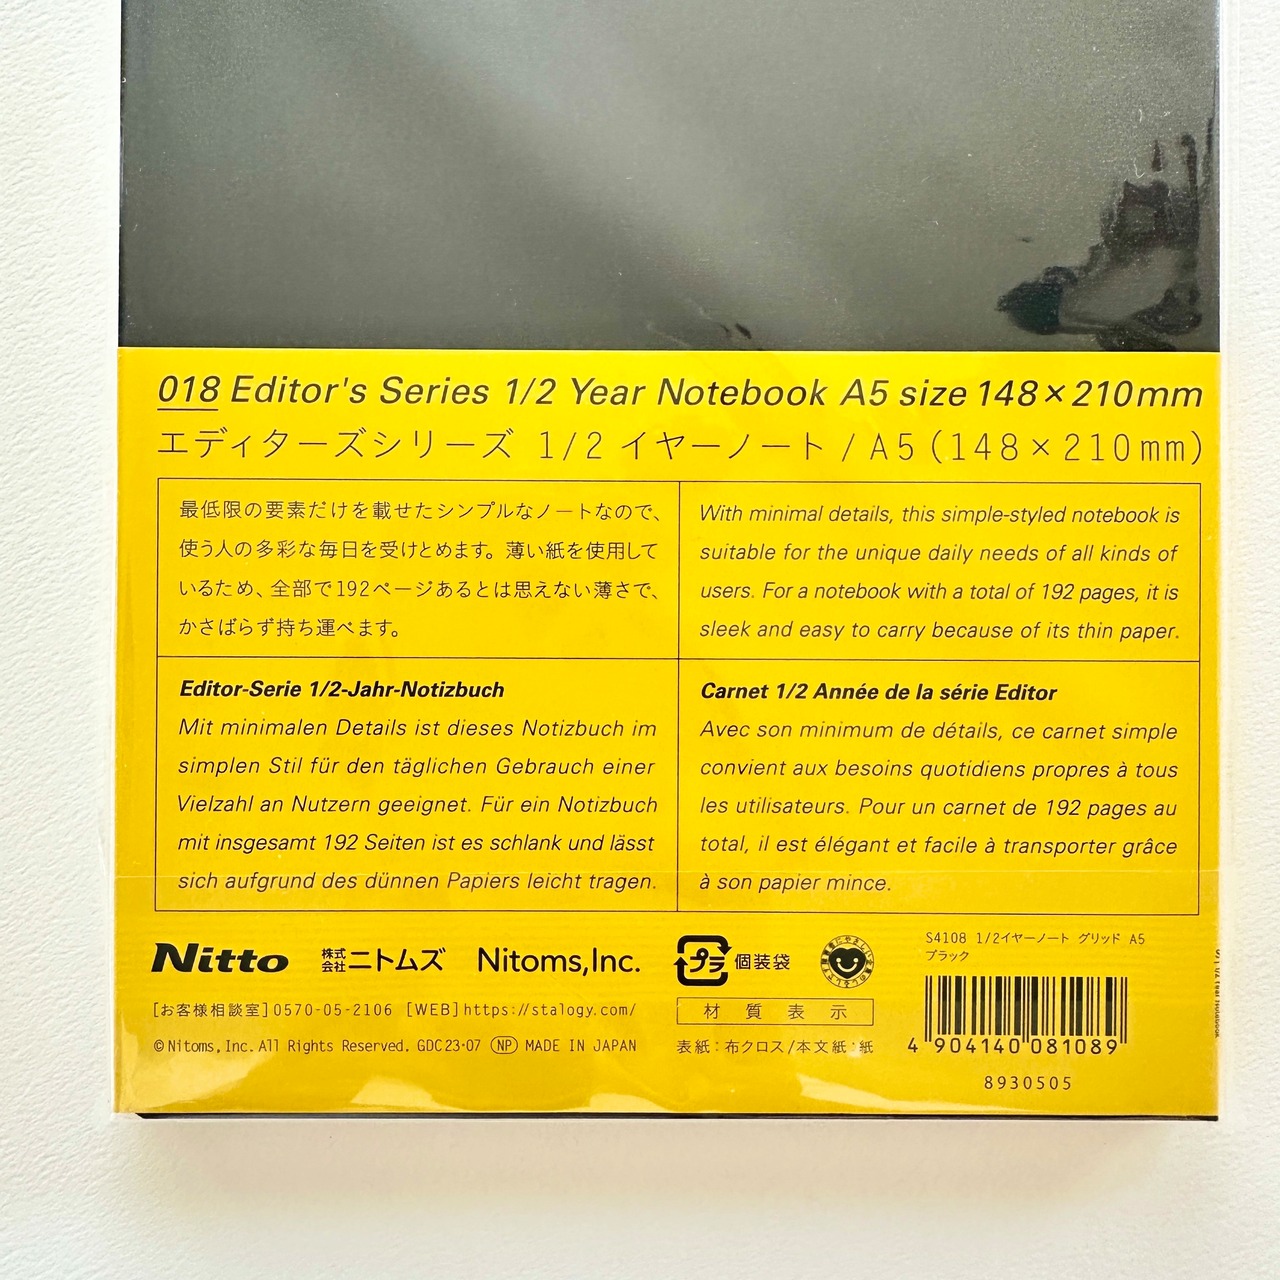 018 Editor's Series 1/2 Year Notebook A5 size 148×210mm
エディターズシリーズ 1/2 イヤーノート / A5(148×210mm)
最低限の要素だけを載せたシンプルなノートなので、
使う人の多彩な毎日を受けとめます。薄い紙を使用して
いるため、全部で192ページあるとは思えない薄さで、
かさばらず持ち運べます。
With minimal details, this simple-styled notebook is
suitable for the unique daily needs of all kinds of
users. For a notebook with a total of 192 pages, it is
sleek and easy to carry because of its thin paper.
Editor-Serie 1/2-Jahr-Notizbuch
Mit minimalen Details ist dieses Notizbuch im
simplen Stil für den täglichen Gebrauch einer
Vielzahl an Nutzern geeignet. Für ein Notizbuch
mit insgesamt 192 Seiten ist es schlank und lässt
sich aufgrund des dünnen Papiers leicht tragen.
Carnet 1/2 Année de la série Editor
Avec son minimum de détails, ce carnet simple
convient aux besoins quotidiens propres à tous
les utilisateurs. Pour un carnet de 192 pages au
total, il est élégant et facile à transporter grâce
à son papier mince.
Nitto 株式会社ニトムズ Nitoms,Inc.
[お客様相談室]0570-05-2106 [WEB]https://stalogy.com/
©Nitoms, Inc. All Rights Reserved. GDC23・07 NP MADE IN JAPAN
プラ 個装袋
材質表示
表紙：布クロス/本文紙：紙
S4108 1/2イヤーノート グリッド A5
ブラック
4 904140 081089
8930505